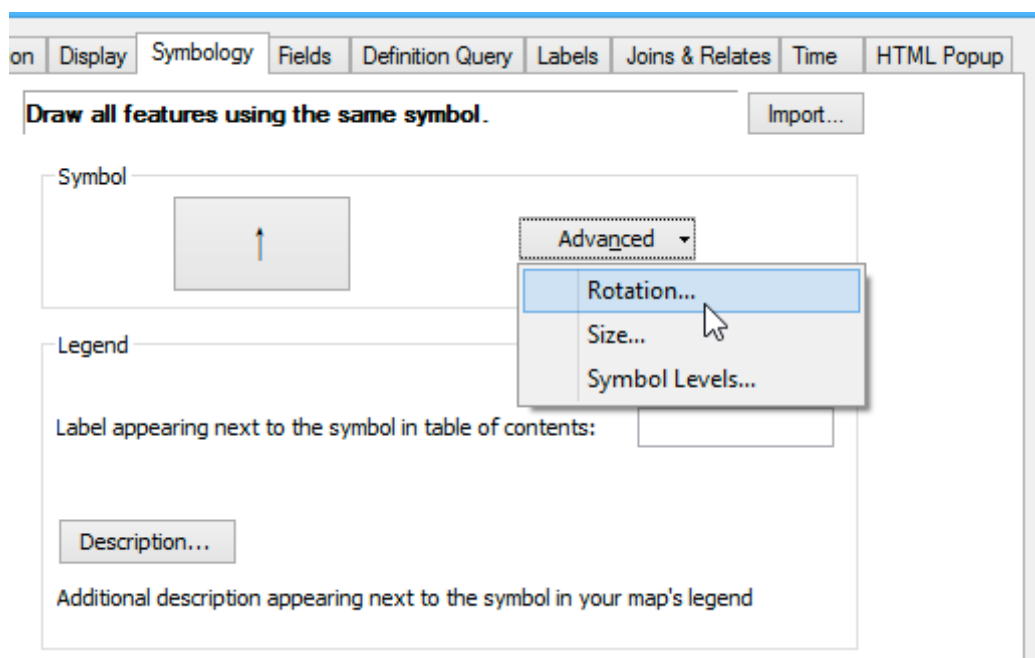 on Display Symbology Fields Definition Query Labels Joins & Relates Time HTML Popup
Draw all features using the same symbol. Import...
Symbol
Advanced
Rotation...
Size...
Symbol Levels...
Legend
Label appearing next to the symbol in table of contents:
Description...
Additional description appearing next to the symbol in your map's legend